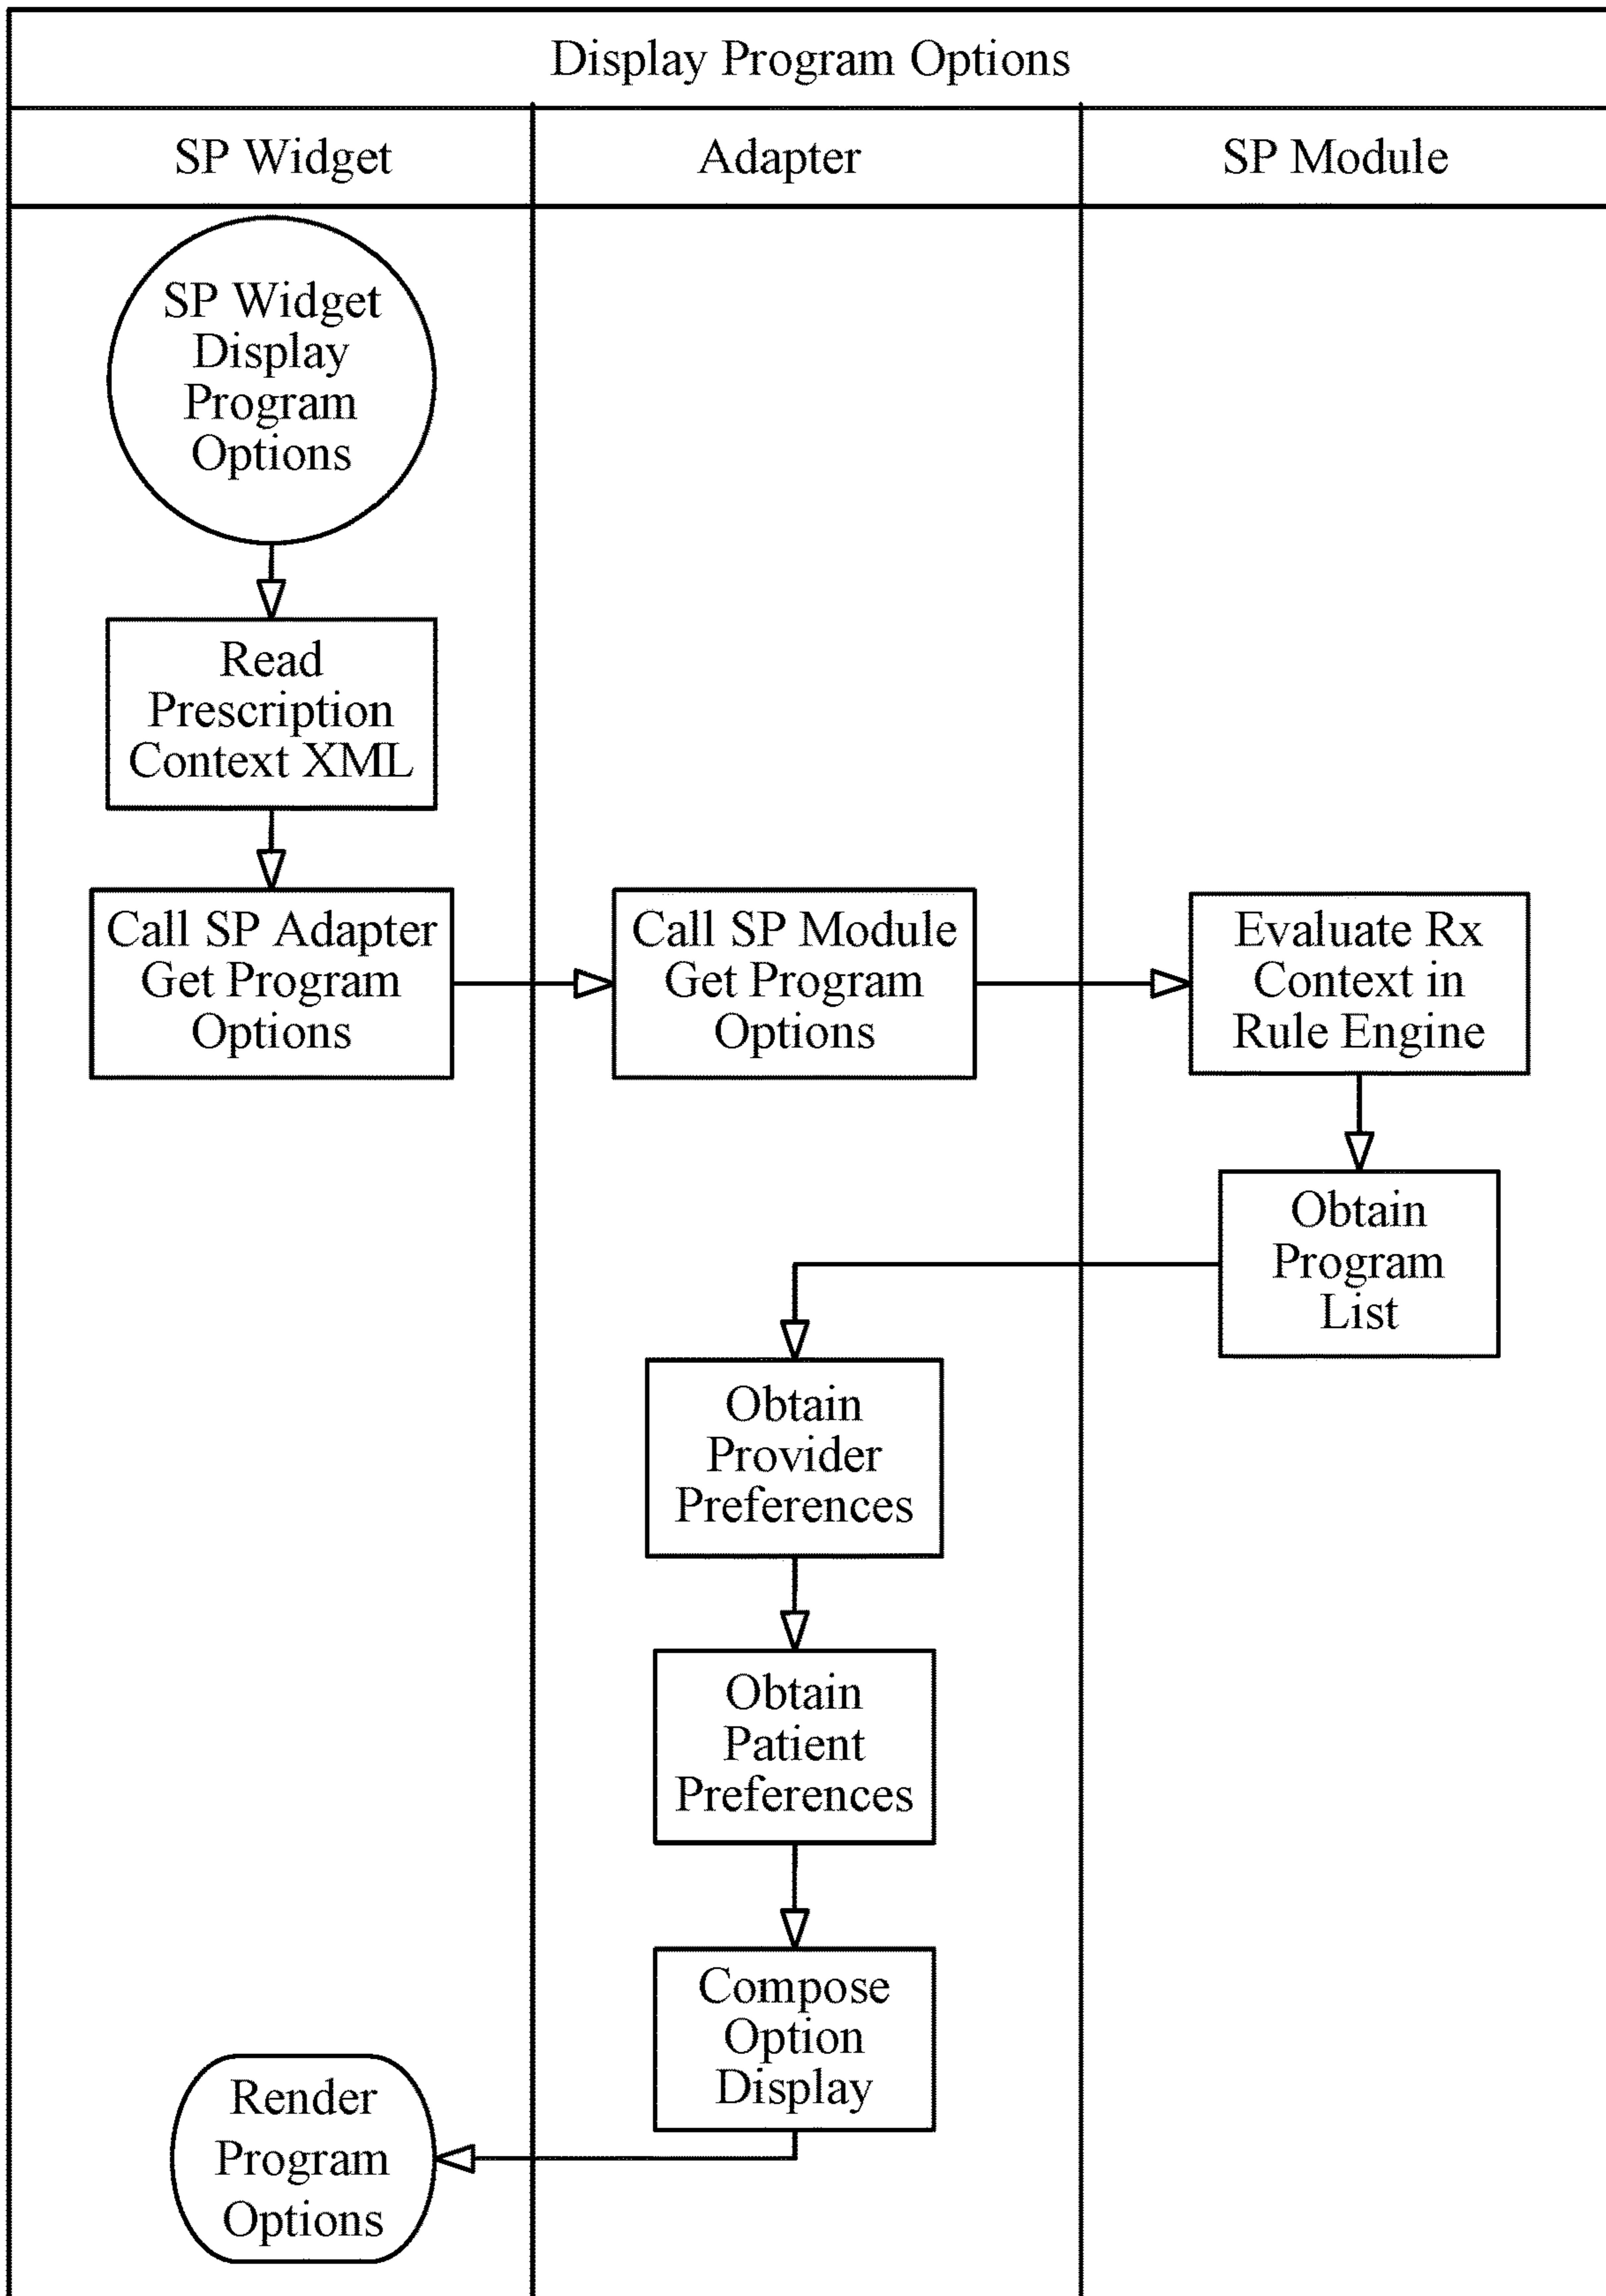 Display Program Options
SP Widget
Adapter
SP Module
SP Widget
Display
Program
Options
Read
Prescription
Context XML
Call SP Adapter
Get Program
Options
Call SP Module
Get Program
Options
Evaluate Rx
Context in
Rule Engine
Obtain
Program
List
Obtain
Provider
Preferences
Obtain
Patient
Preferences
Compose
Option
Display
Render
Program
Options